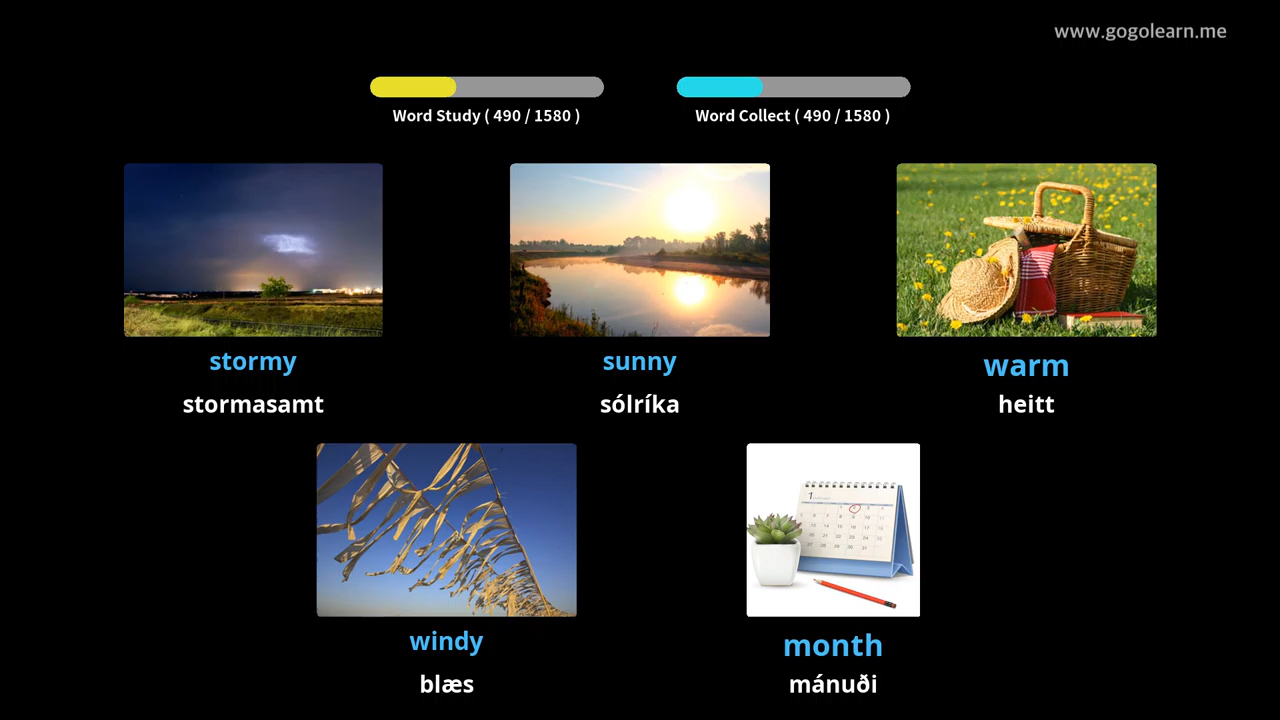 www.gogolearn.me
Word Study ( 490 / 1580 )
Word Collect ( 490 / 1580 )
stormy
stormasamt
sunny
sólríka
warm
heitt
windy
blæs
month
mánuði